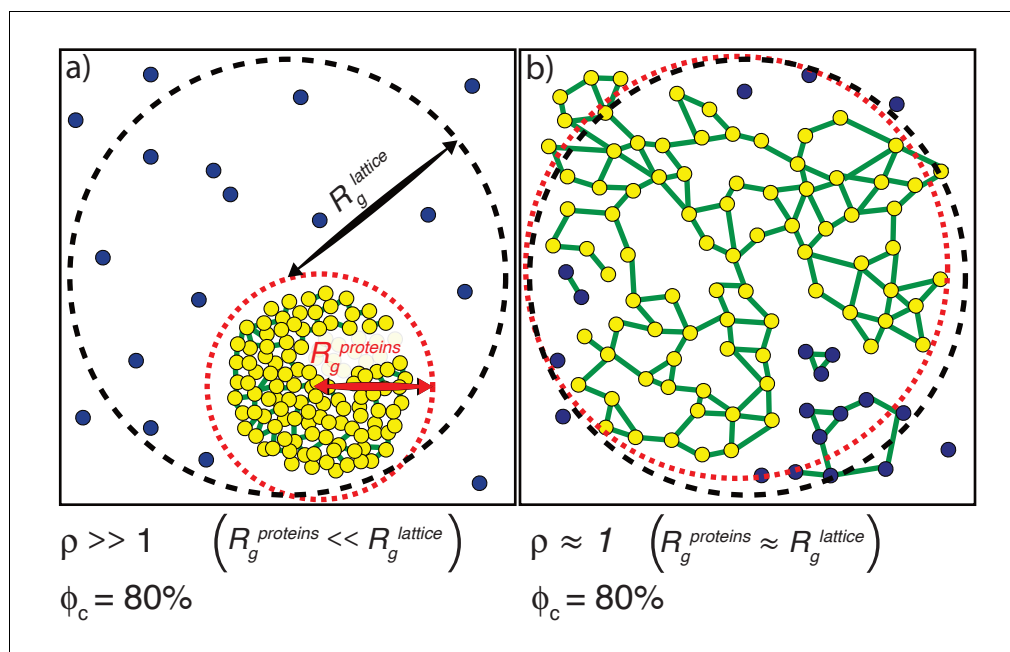 a)
b)
R_g^lattice
R_g^proteins
ρ >> 1 (R_g^proteins << R_g^lattice)
ρ ≈ 1 (R_g^proteins ≈ R_g^lattice)
ϕ_c = 80%
ϕ_c = 80%